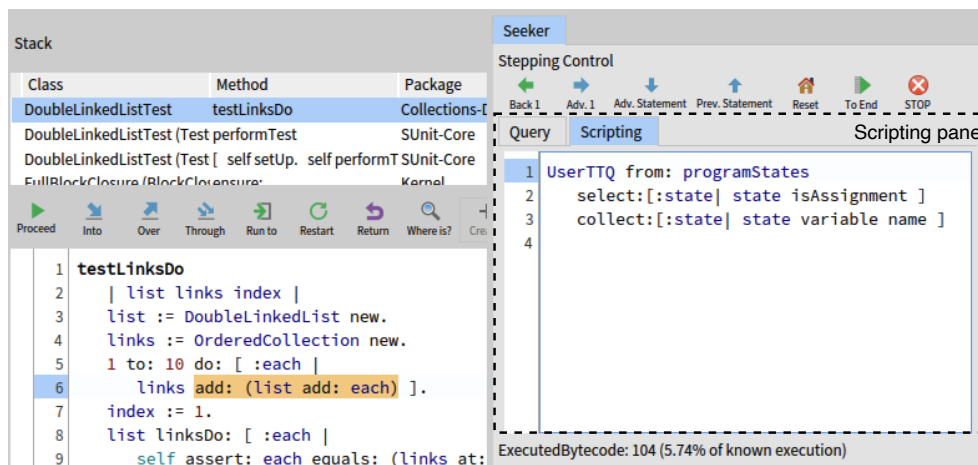 Stack
Class Method Package
DoubleLinkedListTest testLinksDo Collections-D
DoubleLinkedListTest (Test performTest SUnit-Core
DoubleLinkedListTest (Test [ self setUp. self performT SUnit-Core
FullBlockClosure (BlockClo ensure: Kernel
Proceed Into Over Through Run to Restart Return Where is? Cre
1 testLinksDo
2 | list links index |
3 list := DoubleLinkedList new.
4 links := OrderedCollection new.
5 1 to: 10 do: [ :each |
6 links add: (list add: each) ].
7 index := 1.
8 list linksDo: [ :each |
9 self assert: each equals: (links at:
Seeker
Stepping Control
Back 1 Adv. 1 Adv. Statement Prev. Statement Reset To End STOP
Query Scripting Scripting pane
1 UserTTQ from: programStates
2 select:[:state| state isAssignment ]
3 collect:[:state| state variable name ]
4
ExecutedBytecode: 104 (5.74% of known execution)